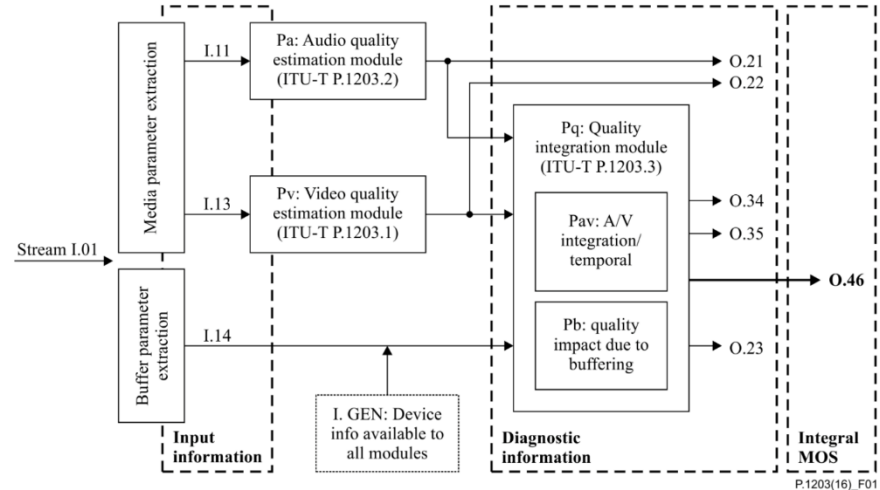 I.11
Pa: Audio quality
estimation module
(ITU-T P.1203.2)
O.21
O.22
Media parameter extraction
Pq: Quality
integration module
(ITU-T P.1203.3)
I.13
Pv: Video quality
estimation module
(ITU-T P.1203.1)
O.34
Pav: A/V
integration/
temporal
O.35
Stream I.01
O.46
Buffer parameter
extraction
I.14
Pb: quality
impact due to
buffering
O.23
I. GEN: Device
info available to
all modules
Input
information
Diagnostic
information
Integral
MOS
P.1203(16)_F01